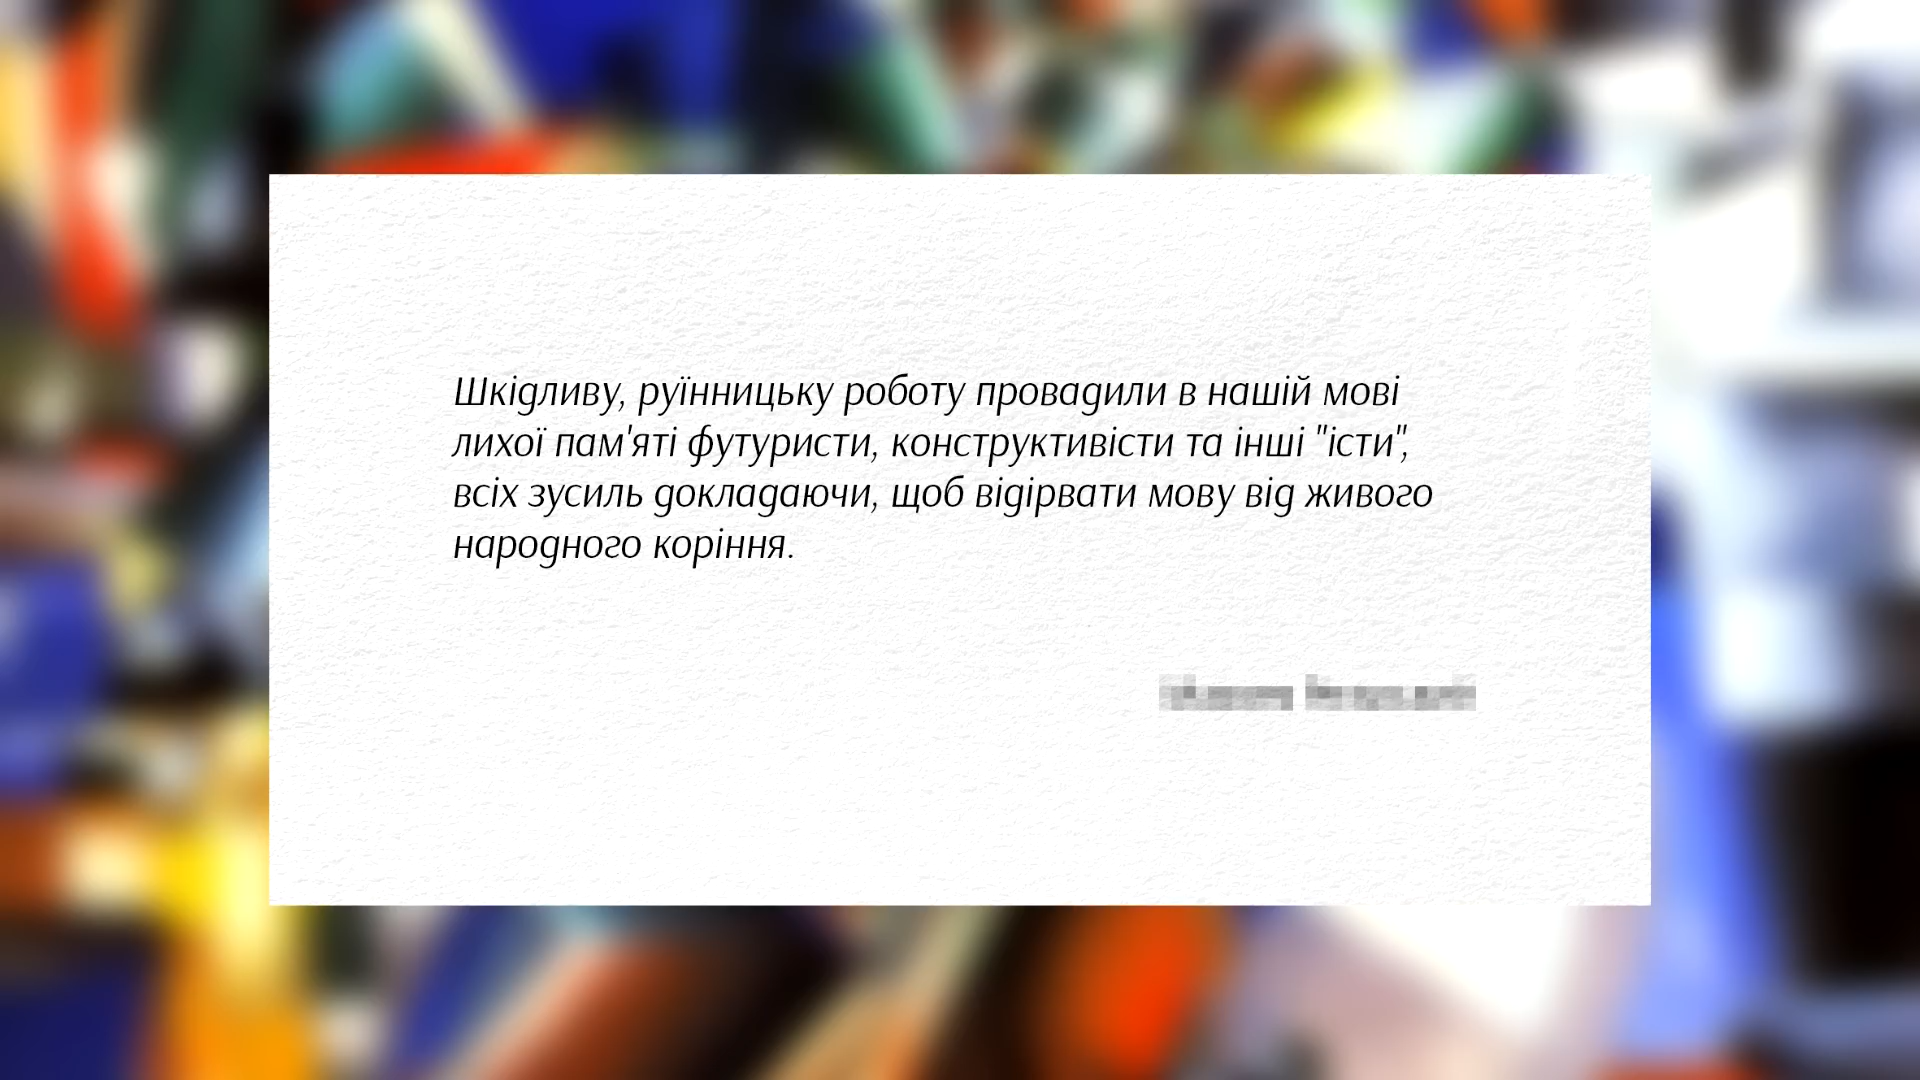 Шкідливу, руїнницьку роботу провадили в нашій мові
лихої пам'яті футуристи, конструктивісти та інші "істи",
всіх зусиль докладаючи, щоб відірвати мову від живого
народного коріння.